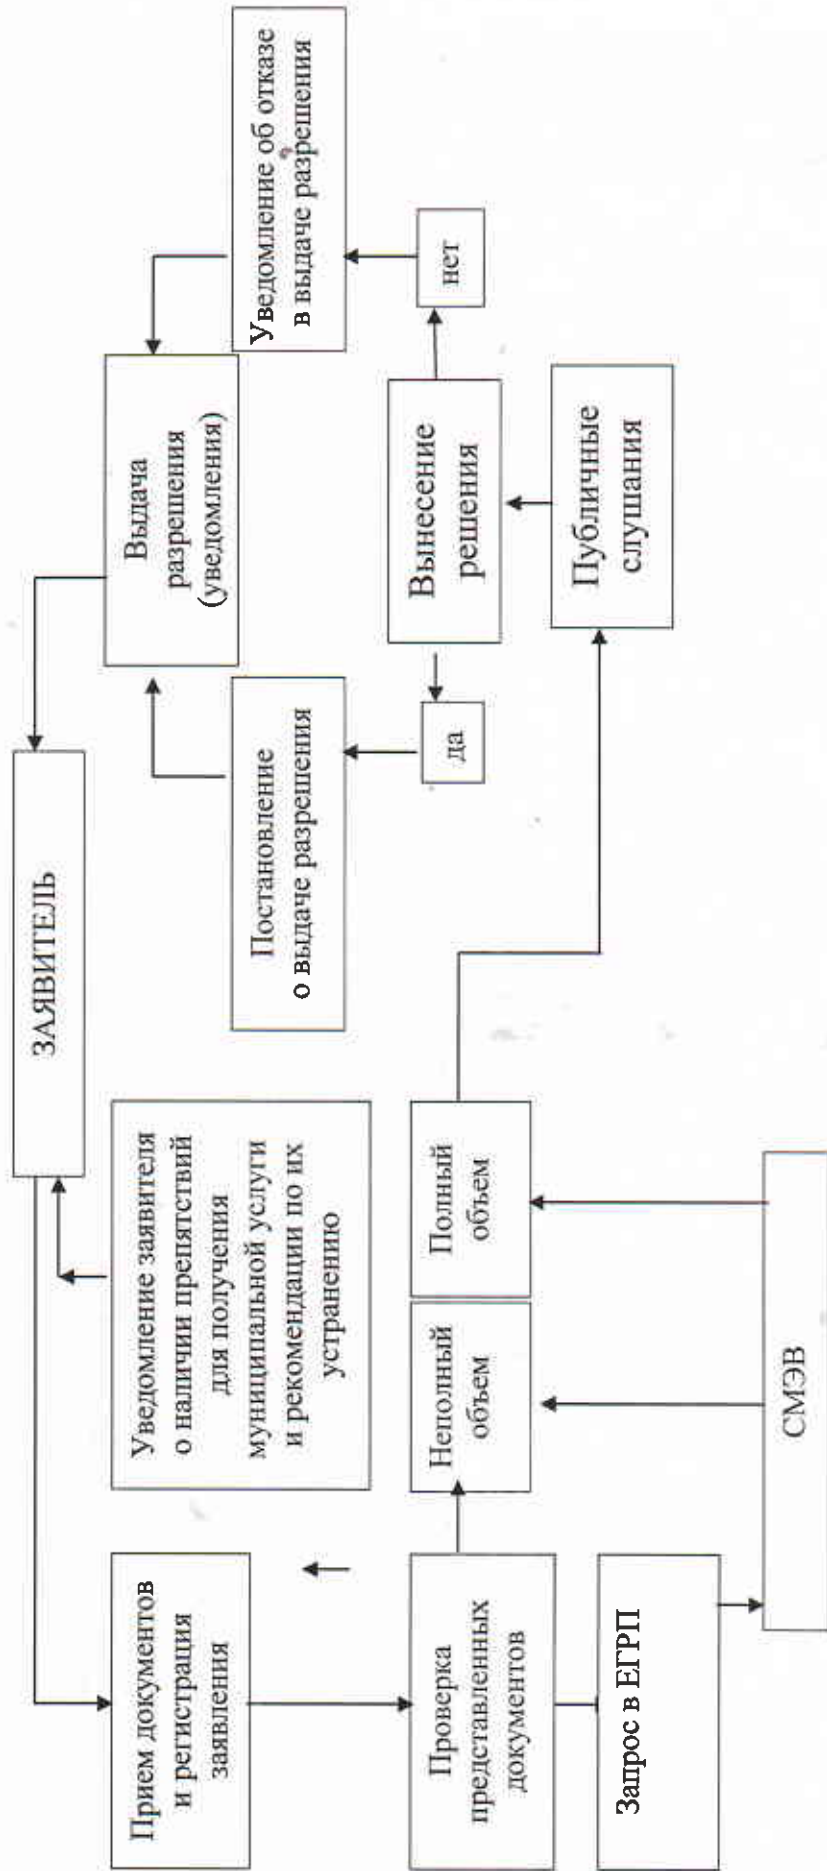 ЗАЯВИТЕЛЬ
Прием документов
и регистрация
заявления
Уведомление заявителя
о наличии препятствий
для получения
муниципальной услуги
и рекомендации по их
устранению
Выдача
разрешения
(уведомления)
Постановление
о выдаче разрешения
Уведомление об отказе
в выдаче разрешения
Проверка
представленных
документов
Неполный
объем
Полный
объем
да
Вынесение
решения
нет
Запрос в ЕГРП
Публичные
слушания
СМЭВ